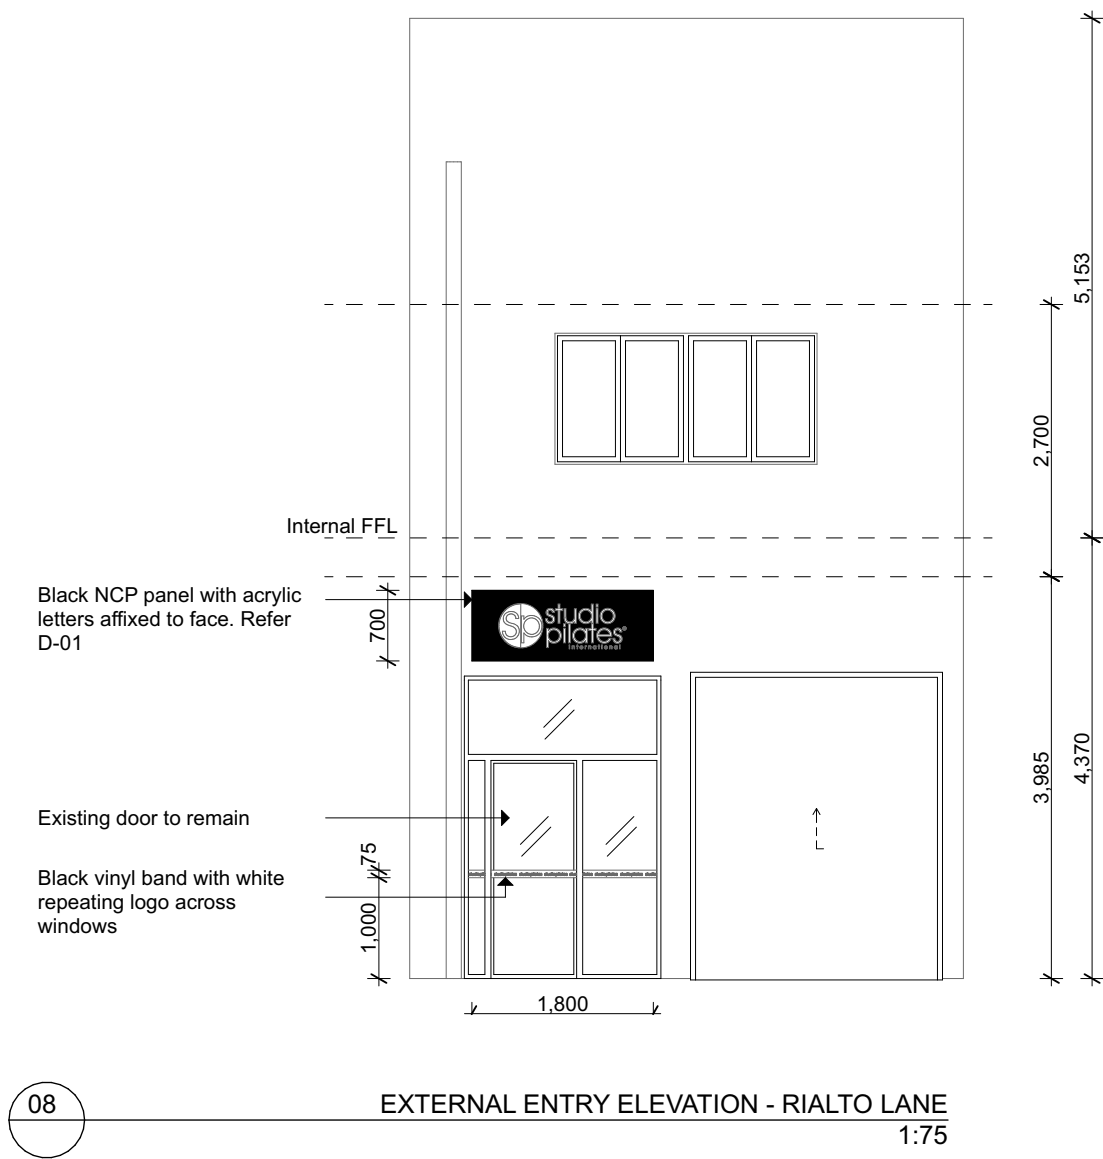 5,153
2,700
Internal FFL
Black NCP panel with acrylic
letters affixed to face. Refer
D-01
700
Sp studio
pilates®
international
4,370
3,985
Existing door to remain
75
Black vinyl band with white
repeating logo across
windows
1,000
1,800
08
EXTERNAL ENTRY ELEVATION - RIALTO LANE
1:75